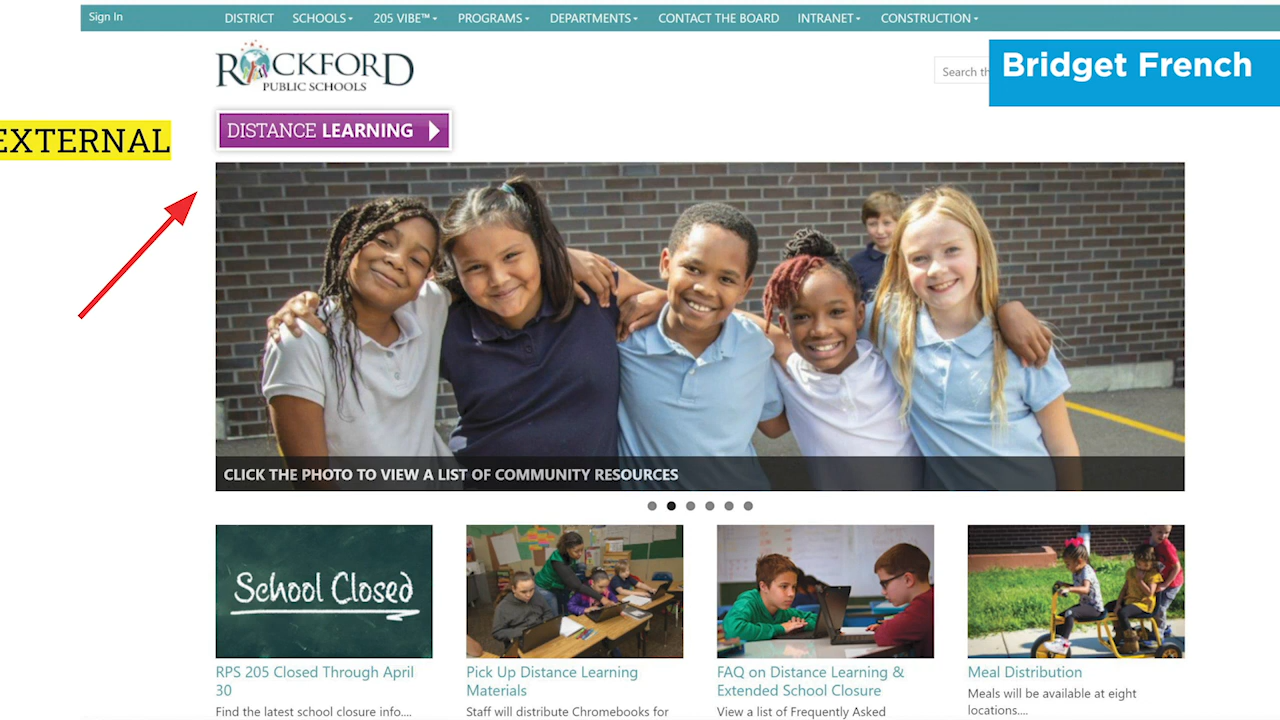 Sign In
DISTRICT SCHOOLS 205 VIBE™ PROGRAMS DEPARTMENTS CONTACT THE BOARD INTRANET CONSTRUCTION
ROCKFORD
PUBLIC SCHOOLS
Search th
Bridget French
DISTANCE LEARNING
EXTERNAL
CLICK THE PHOTO TO VIEW A LIST OF COMMUNITY RESOURCES
School Closed
RPS 205 Closed Through April
30
Find the latest school closure info....
Pick Up Distance Learning
Materials
Staff will distribute Chromebooks for
FAQ on Distance Learning &
Extended School Closure
View a list of Frequently Asked
Meal Distribution
Meals will be available at eight
locations....